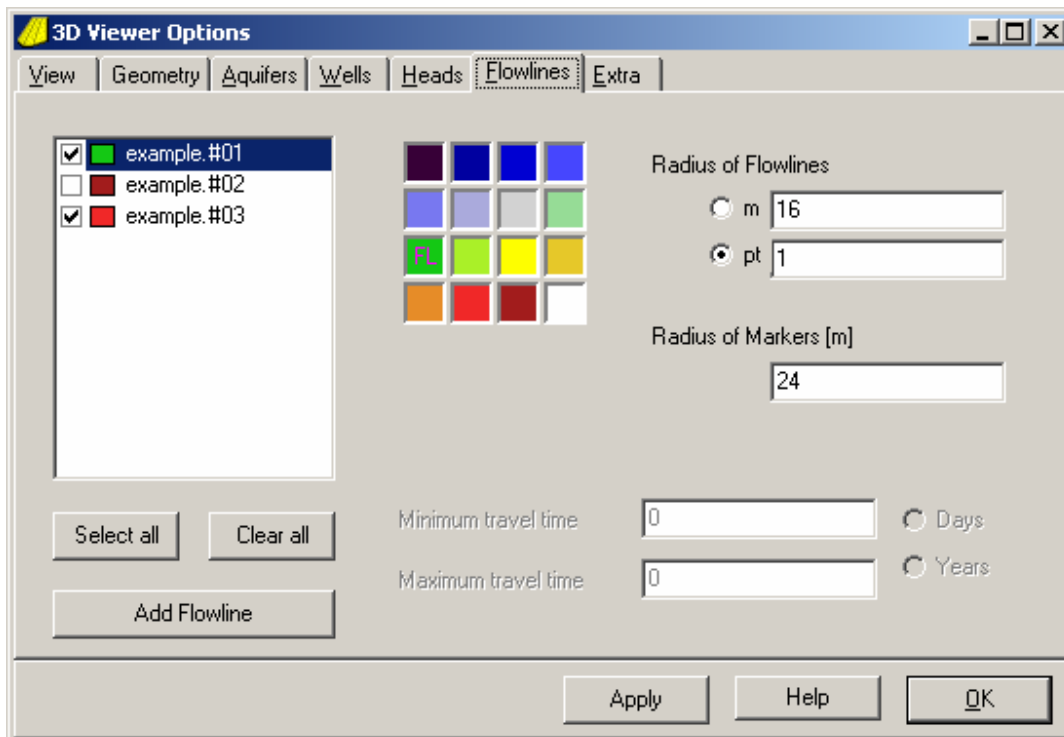 3D Viewer Options
View Geometry Aquifers Wells Heads Flowlines Extra
example.#01
example.#02
example.#03
FL
Radius of Flowlines
m 16
pt 1
Radius of Markers [m]
24
Select all Clear all
Add Flowline
Minimum travel time 0 Days
Maximum travel time 0 Years
Apply Help OK